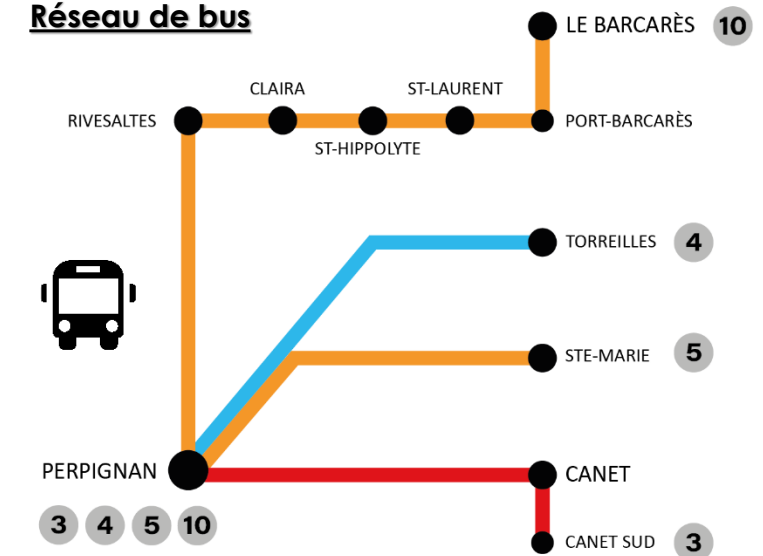 Réseau de bus
LE BARCARÈS 10
CLAIRA
ST-LAURENT
RIVESALTES
PORT-BARCARÈS
ST-HIPPOLYTE
TORREILLES 4
STE-MARIE 5
PERPIGNAN
CANET
3 4 5 10
CANET SUD 3